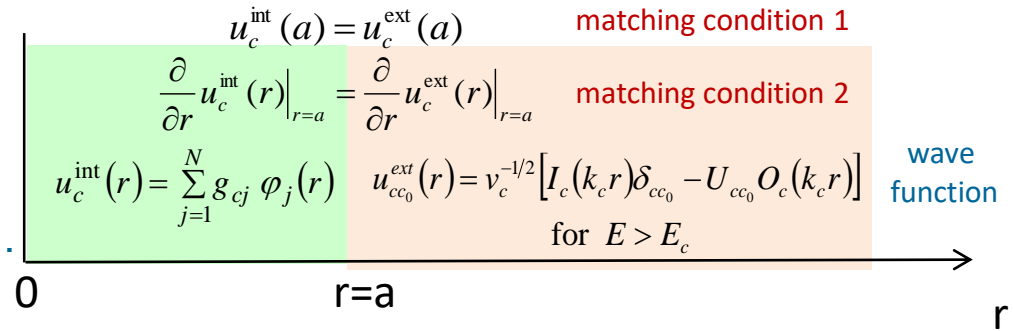 u_c^int (a) = u_c^ext (a) matching condition 1
∂/∂r u_c^int (r)|_{r=a} = ∂/∂r u_c^ext (r)|_{r=a} matching condition 2
u_c^int (r) = ∑_{j=1}^{N} g_{cj} φ_j (r) u_{cc_0}^{ext} (r) = v_c^{-1/2} [I_c (k_c r) δ_{cc_0} − U_{cc_0} O_c (k_c r)] wave
function
for E > E_c
0 r=a r